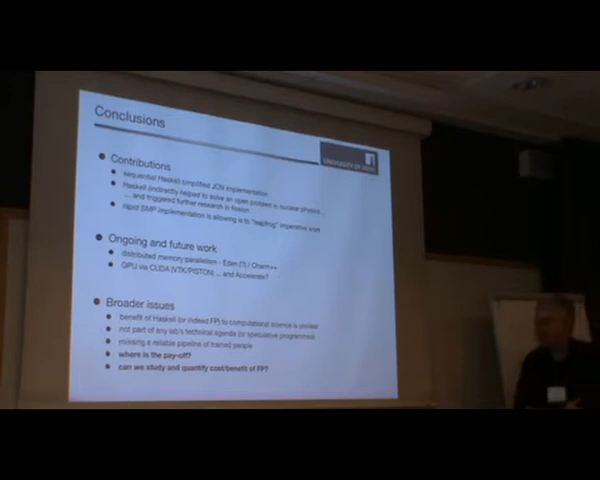 Conclusions
UNIVERSITY OF LEEDS
Contributions
sequential Haskell simplified JCN implementation
Haskell (indirectly) helped to solve an open problem in nuclear physics ...
... and triggered further research in fission
rapid SMP implementation is allowing is to "leapfrog" imperative work
Ongoing and future work
distributed memory parallelism - Eden (?) / Charm++
GPU via CUDA (VTK/PISTON) ... and Accelerate?
Broader issues
benefit of Haskell (or indeed FP) to computational science is unclear
not part of any lab's technical agenda (or speculative programme)
missing a reliable pipeline of trained people
where is the pay-off?
can we study and quantify cost/benefit of FP?